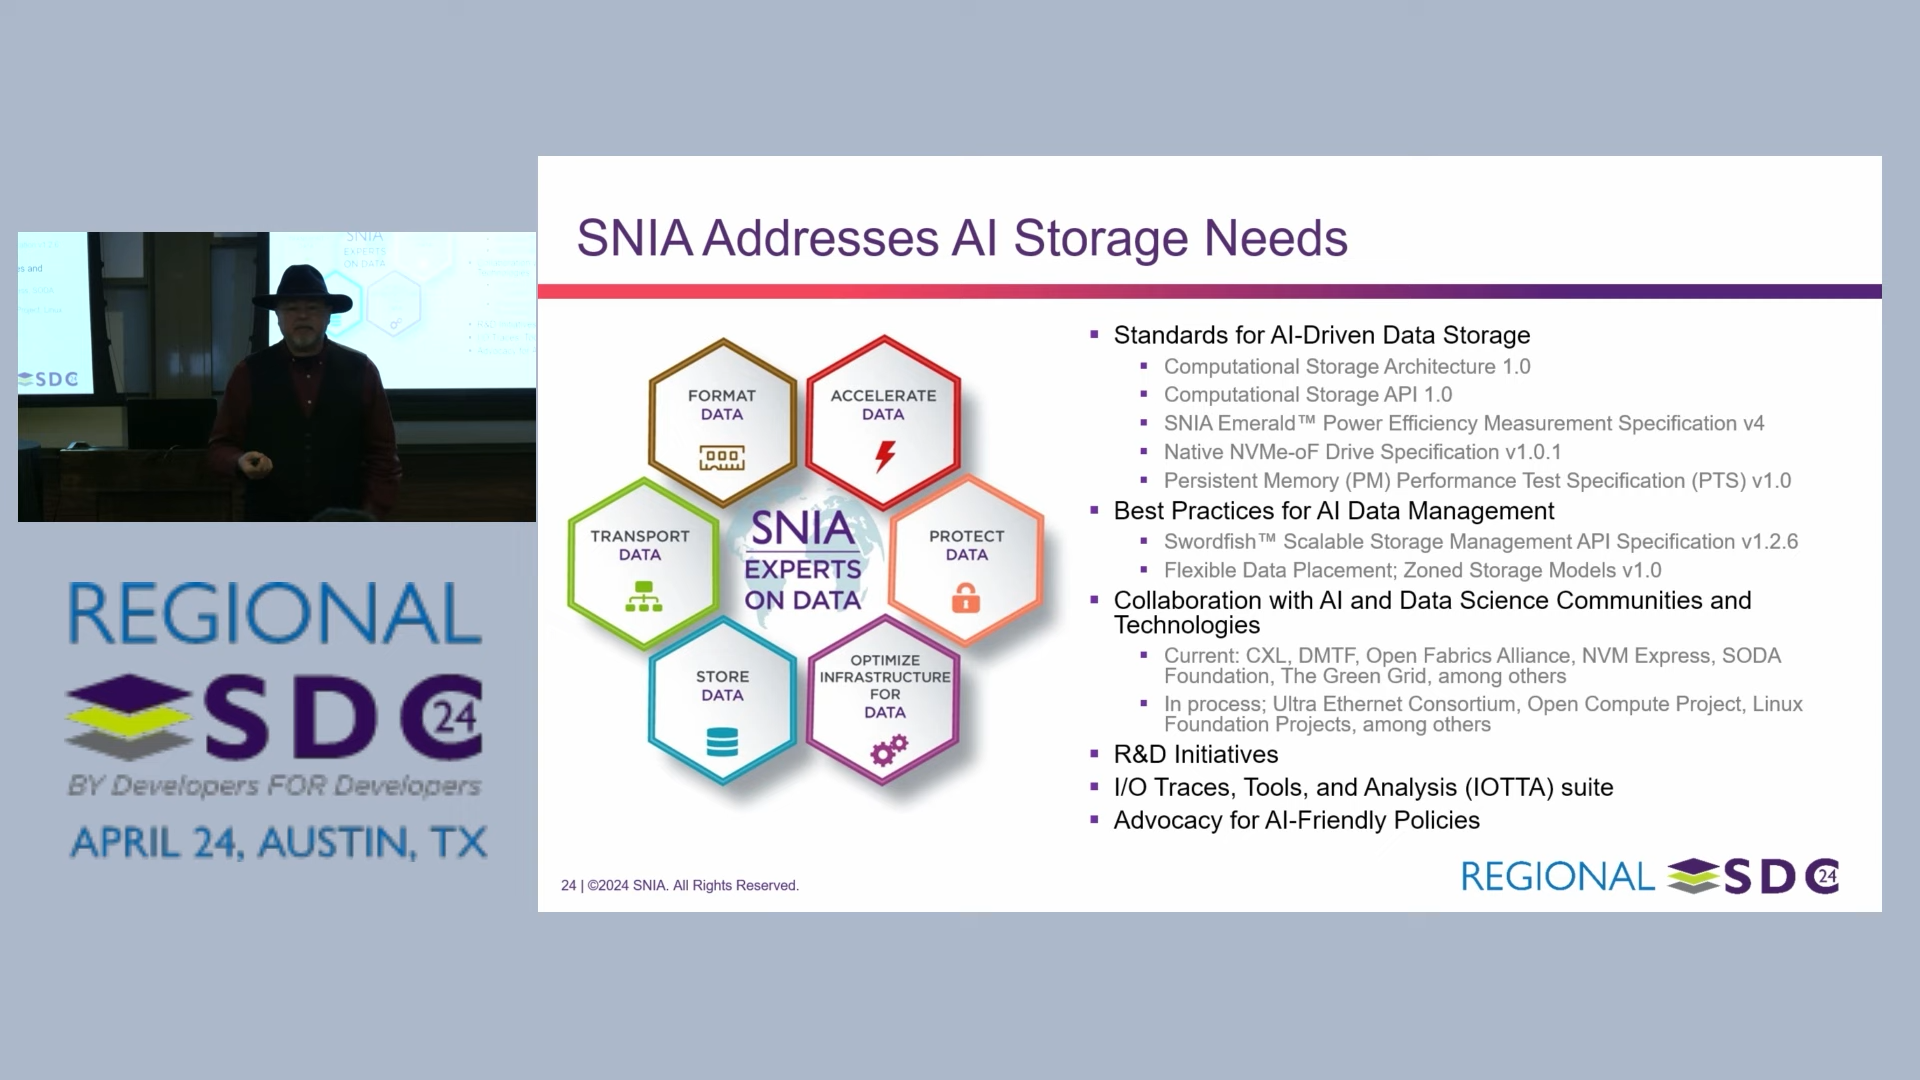 SNIA
EXPERTS
ON DATA
s and
SDC
REGIONAL
SDC 24
BY Developers FOR Developers
APRIL 24, AUSTIN, TX
SNIA Addresses AI Storage Needs
FORMAT
DATA
ACCELERATE
DATA
TRANSPORT
DATA
SNIA
EXPERTS
ON DATA
PROTECT
DATA
STORE
DATA
OPTIMIZE
INFRASTRUCTURE
FOR
DATA
Standards for AI-Driven Data Storage
Computational Storage Architecture 1.0
Computational Storage API 1.0
SNIA Emerald™ Power Efficiency Measurement Specification v4
Native NVMe-oF Drive Specification v1.0.1
Persistent Memory (PM) Performance Test Specification (PTS) v1.0
Best Practices for AI Data Management
Swordfish™ Scalable Storage Management API Specification v1.2.6
Flexible Data Placement; Zoned Storage Models v1.0
Collaboration with AI and Data Science Communities and
Technologies
Current: CXL, DMTF, Open Fabrics Alliance, NVM Express, SODA
Foundation, The Green Grid, among others
In process; Ultra Ethernet Consortium, Open Compute Project, Linux
Foundation Projects, among others
R&D Initiatives
I/O Traces, Tools, and Analysis (IOTTA) suite
Advocacy for AI-Friendly Policies
24 | ©2024 SNIA. All Rights Reserved.
REGIONAL SDC 24